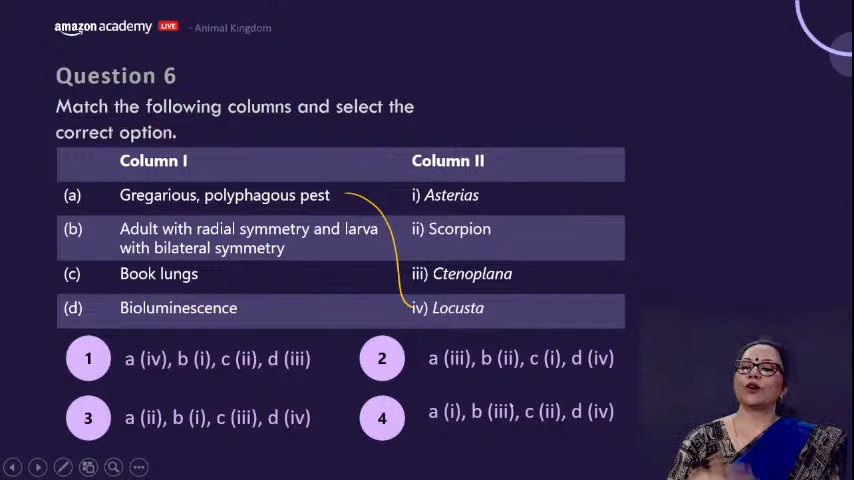 amazon academy LIVE - Animal Kingdom
Question 6
Match the following columns and select the
correct option.
Column I Column II
(a) Gregarious, polyphagous pest i) Asterias
(b) Adult with radial symmetry and larva ii) Scorpion
with bilateral symmetry
(c) Book lungs iii) Ctenoplana
(d) Bioluminescence iv) Locusta
1 a (iv), b (i), c (ii), d (iii) 2 a (iii), b (ii), c (i), d (iv)
3 a (ii), b (i), c (iii), d (iv) 4 a (i), b (iii), c (ii), d (iv)